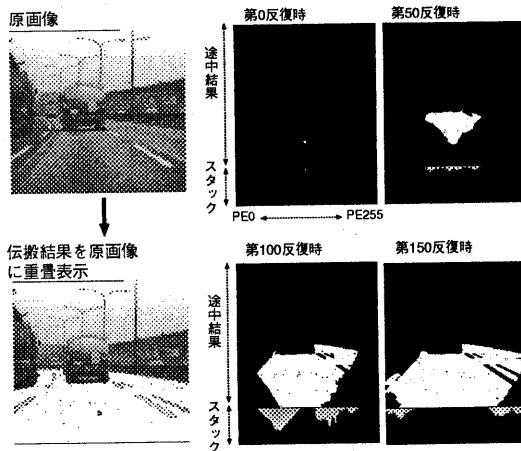 原画像
第0反復時
第50反復時
途中結果
スタック
PE0
PE255
伝搬結果を原画像
に重畳表示
第100反復時
第150反復時
途中結果
スタック